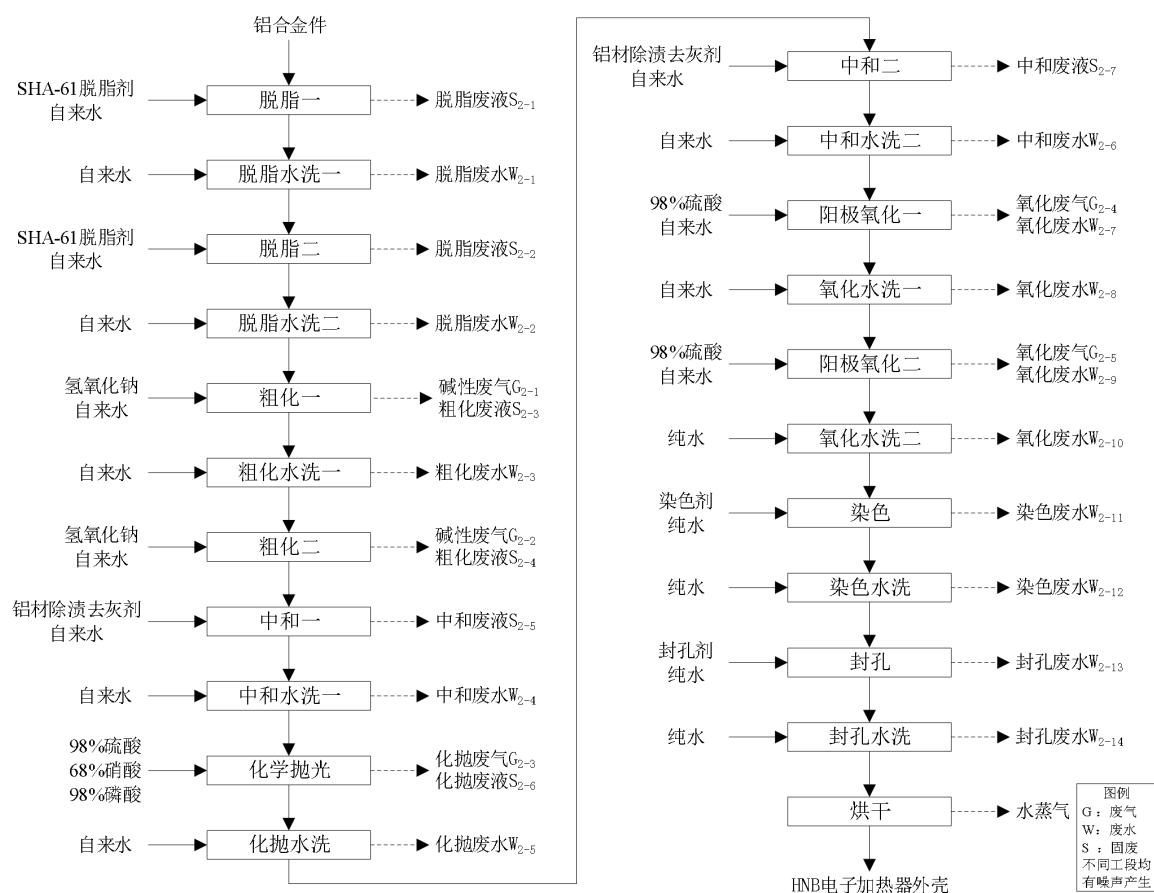 铝合金件
SHA-61脱脂剂
自来水
脱脂一
脱脂废液S2-1
自来水
脱脂水洗一
脱脂废水W2-1
SHA-61脱脂剂
自来水
脱脂二
脱脂废液S2-2
自来水
脱脂水洗二
脱脂废水W2-2
氢氧化钠
自来水
粗化一
碱性废气G2-1
粗化废液S2-3
自来水
粗化水洗一
粗化废水W2-3
氢氧化钠
自来水
粗化二
碱性废气G2-2
粗化废液S2-4
铝材除渍去灰剂
自来水
中和一
中和废液S2-5
自来水
中和水洗一
中和废水W2-4
98%硫酸
68%硝酸
98%磷酸
化学抛光
化抛废气G2-3
化抛废液S2-6
自来水
化抛水洗
化抛废水W2-5
铝材除渍去灰剂
自来水
中和二
中和废液S2-7
自来水
中和水洗二
中和废水W2-6
98%硫酸
自来水
阳极氧化一
氧化废气G2-4
氧化废水W2-7
自来水
氧化水洗一
氧化废水W2-8
98%硫酸
自来水
阳极氧化二
氧化废气G2-5
氧化废水W2-9
纯水
氧化水洗二
氧化废水W2-10
染色剂
纯水
染色
染色废水W2-11
纯水
染色水洗
染色废水W2-12
封孔剂
纯水
封孔
封孔废水W2-13
纯水
封孔水洗
封孔废水W2-14
烘干
水蒸气
HNB电子加热器外壳
图例
G：废气
W：废水
S：固废
不同工段均
有噪声产生